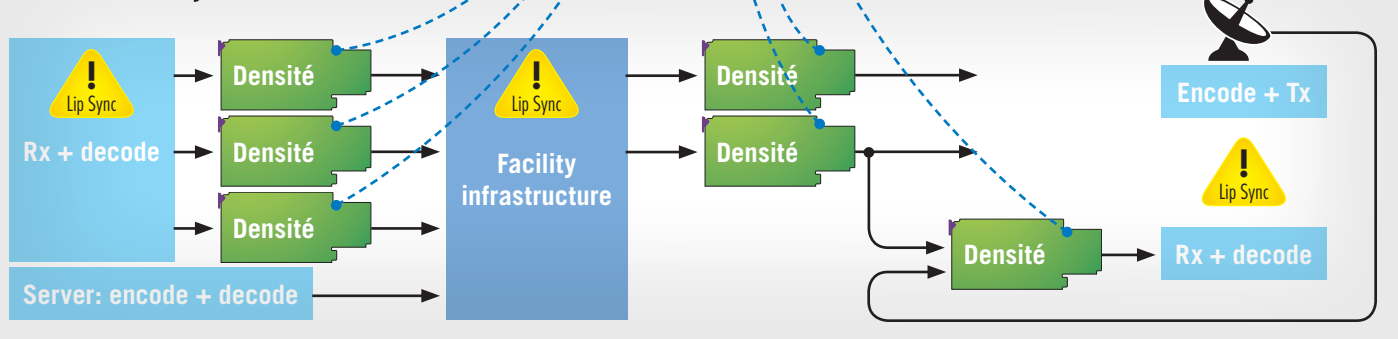 !
Lip Sync
Rx + decode
Densité
Densité
Densité
Server: encode + decode
!
Lip Sync
Facility
infrastructure
Densité
Densité
Densité
Encode + Tx
!
Lip Sync
Rx + decode